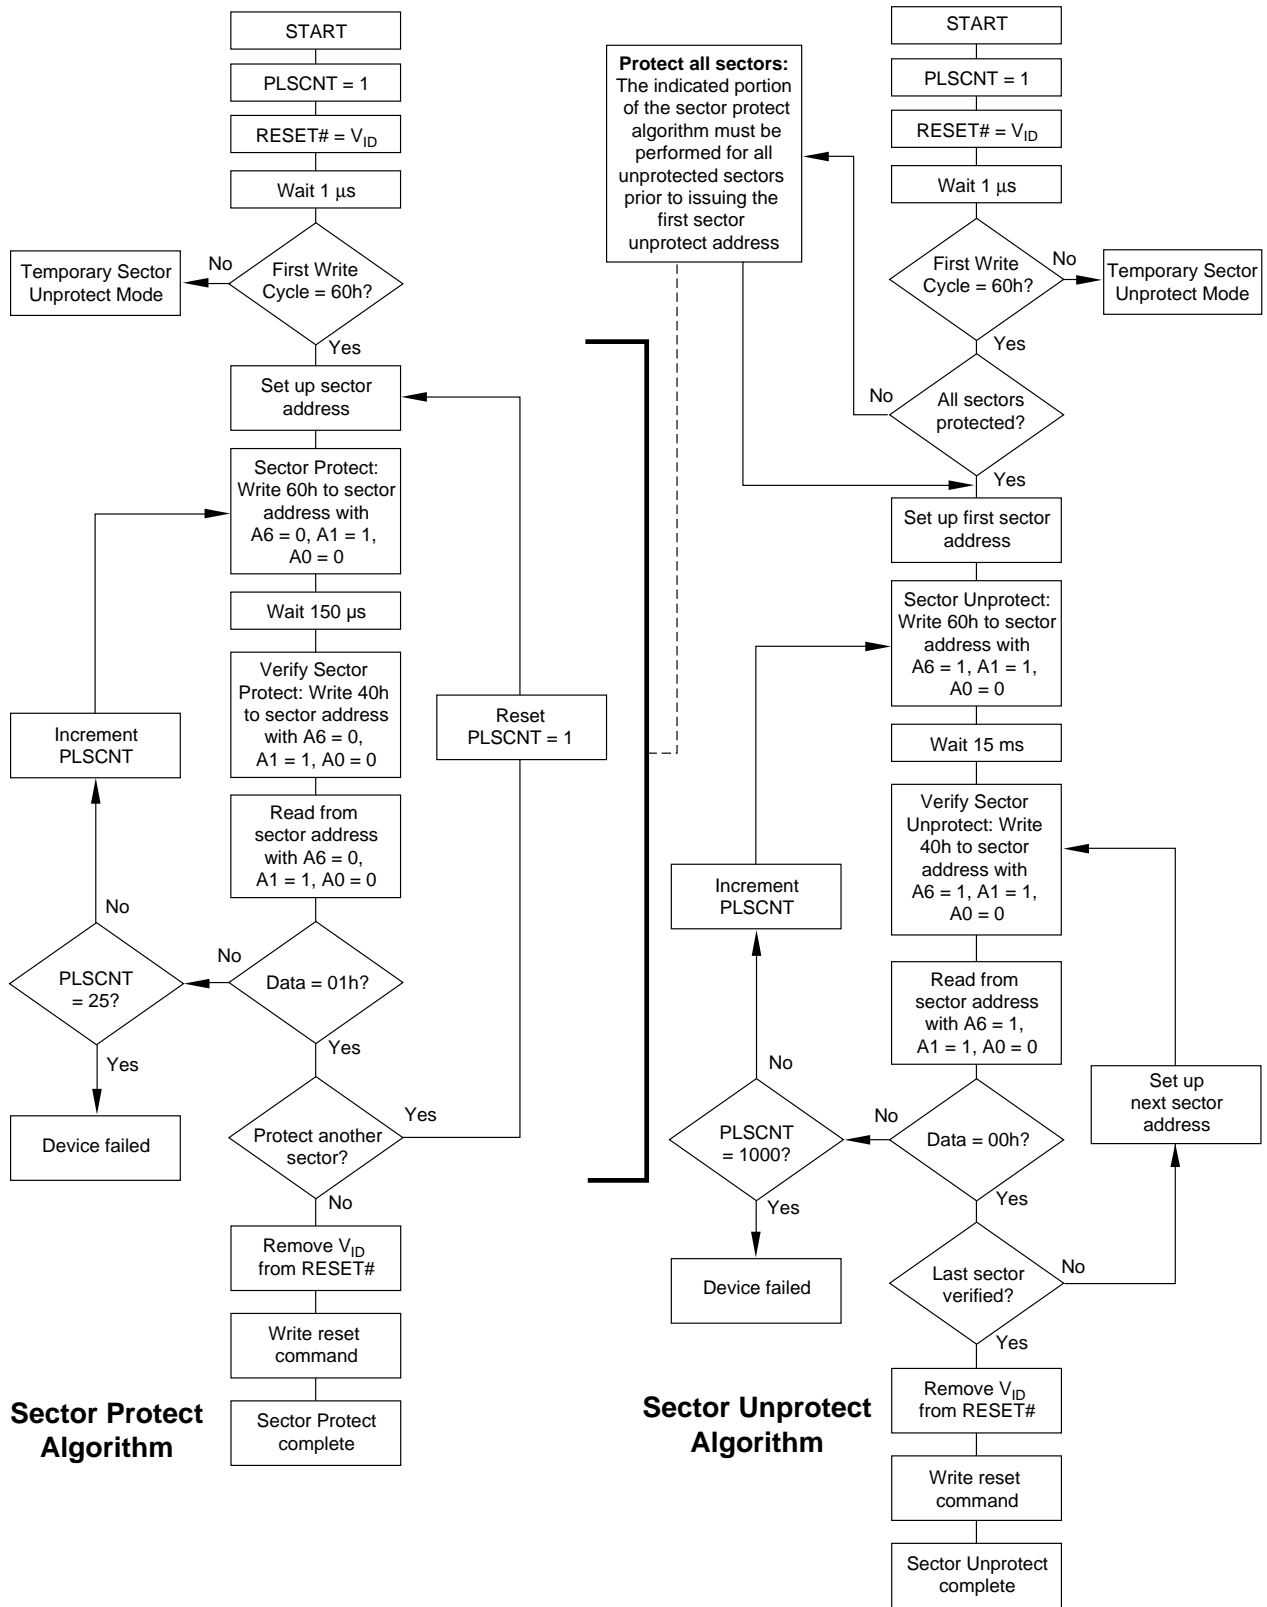 START
PLSCNT = 1
RESET# = VID
Wait 1 μs
First Write
Cycle = 60h?
No
Temporary Sector
Unprotect Mode
Yes
Set up sector
address
Sector Protect:
Write 60h to sector
address with
A6 = 0, A1 = 1,
A0 = 0
Wait 150 µs
Verify Sector
Protect: Write 40h
to sector address
with A6 = 0,
A1 = 1, A0 = 0
Increment
PLSCNT
Reset
PLSCNT = 1
Read from
sector address
with A6 = 0,
A1 = 1, A0 = 0
No
No
PLSCNT
= 25?
Data = 01h?
Yes
Yes
Device failed
Protect another
sector?
Yes
No
Remove VID
from RESET#
Write reset
command
Sector Protect
complete
Sector Protect
Algorithm
Protect all sectors:
The indicated portion
of the sector protect
algorithm must be
performed for all
unprotected sectors
prior to issuing the
first sector
unprotect address
START
PLSCNT = 1
RESET# = VID
Wait 1 μs
First Write
Cycle = 60h?
No
Temporary Sector
Unprotect Mode
Yes
No
All sectors
protected?
Yes
Set up first sector
address
Sector Unprotect:
Write 60h to sector
address with
A6 = 1, A1 = 1,
A0 = 0
Wait 15 ms
Verify Sector
Unprotect: Write
40h to sector
address with
A6 = 1, A1 = 1,
A0 = 0
Increment
PLSCNT
Read from
sector address
with A6 = 1,
A1 = 1, A0 = 0
No
No
PLSCNT
= 1000?
Data = 00h?
Set up
next sector
address
Yes
Yes
Device failed
Last sector
verified?
No
Yes
Remove VID
from RESET#
Write reset
command
Sector Unprotect
complete
Sector Unprotect
Algorithm